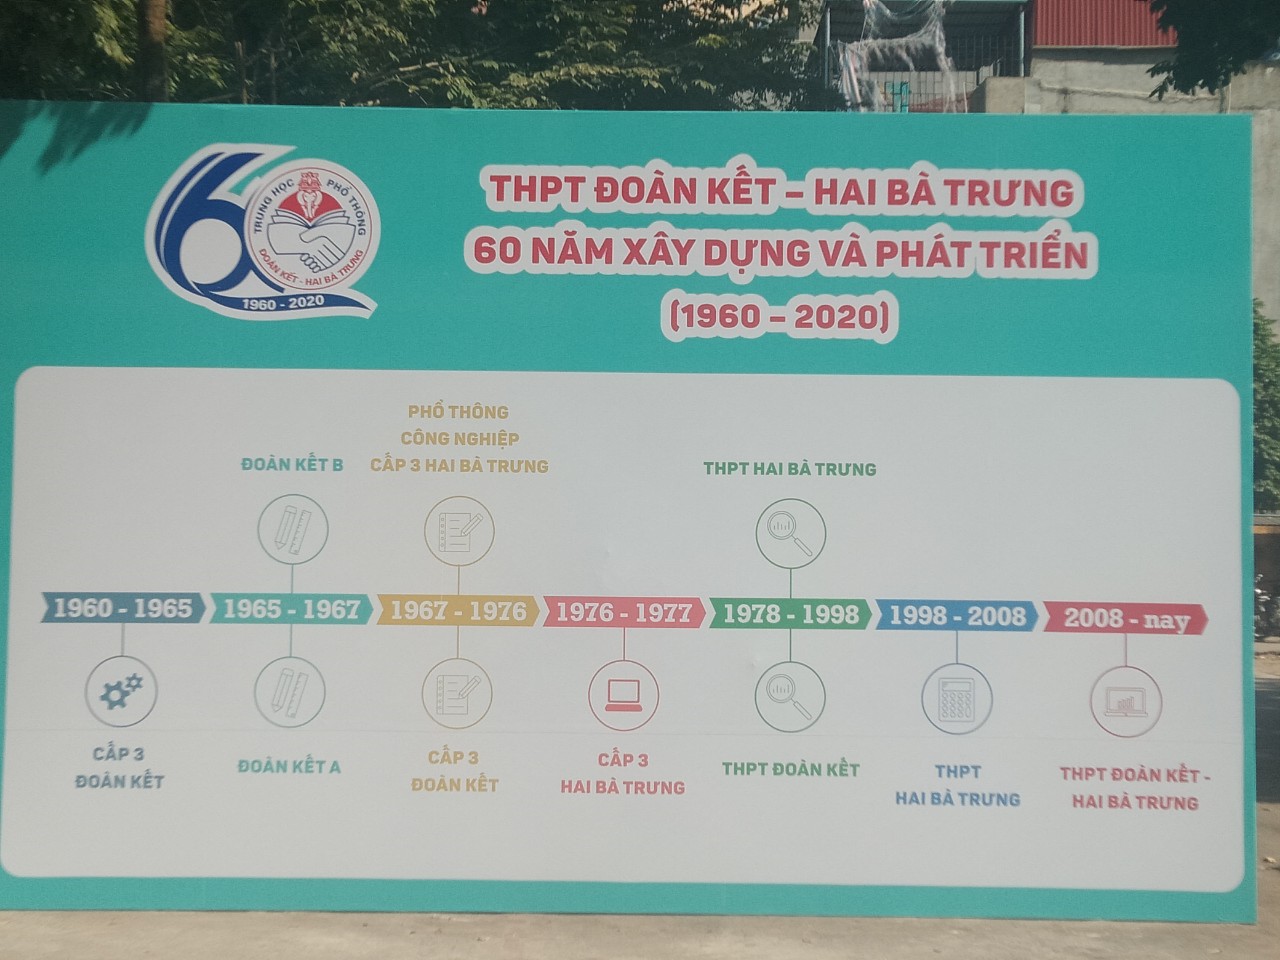 TRUNG HỌC PHỔ THÔNG
ĐOÀN KẾT - HAI BÀ TRƯNG
1960 - 2020
THPT ĐOÀN KẾT – HAI BÀ TRƯNG
60 NĂM XÂY DỰNG VÀ PHÁT TRIỂN
(1960 – 2020)
ĐOÀN KẾT B
PHỔ THÔNG
CÔNG NGHIỆP
CẤP 3 HAI BÀ TRƯNG
THPT HAI BÀ TRƯNG
1960 - 1965
1965 - 1967
1967 - 1976
1976 - 1977
1978 - 1998
1998 - 2008
2008 - nay
CẤP 3
ĐOÀN KẾT
ĐOÀN KẾT A
CẤP 3
ĐOÀN KẾT
CẤP 3
HAI BÀ TRƯNG
THPT ĐOÀN KẾT
THPT
HAI BÀ TRƯNG
THPT ĐOÀN KẾT -
HAI BÀ TRƯNG